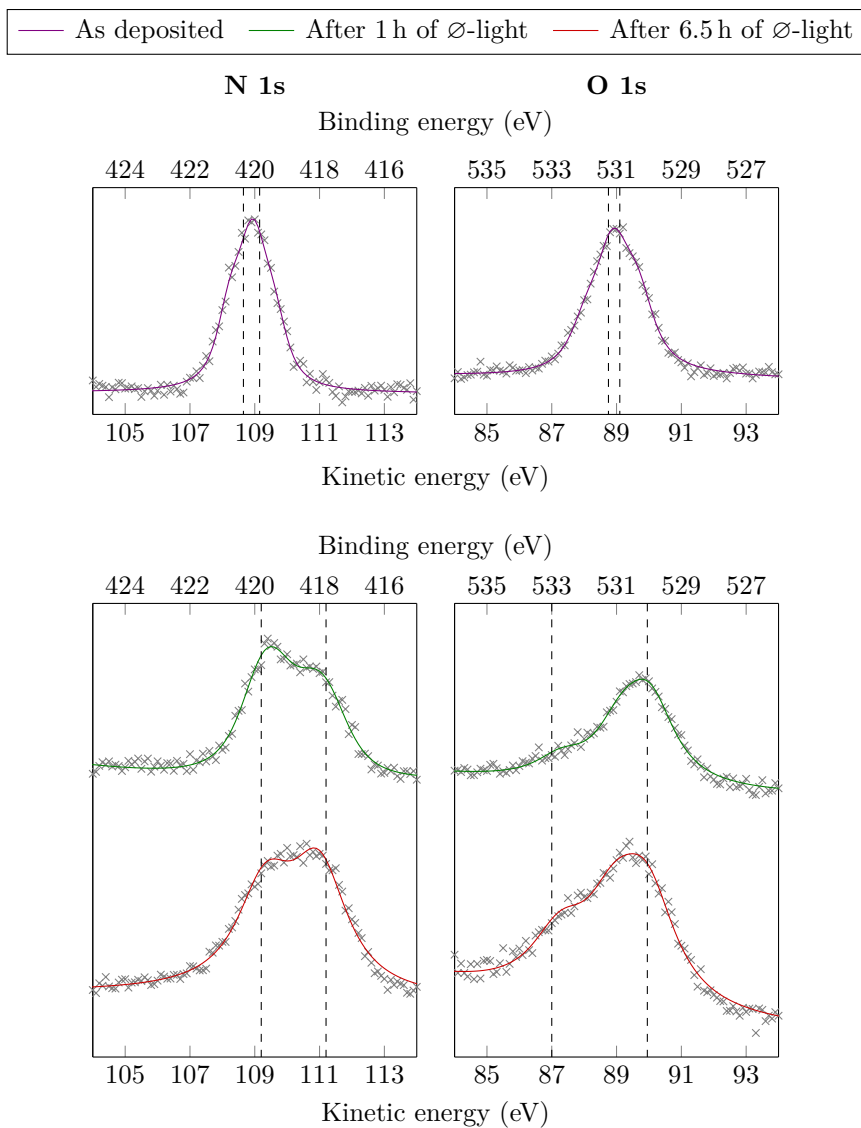 As deposited After 1 h of ∅-light After 6.5 h of ∅-light
N 1s O 1s
Binding energy (eV)
424 422 420 418 416 535 533 531 529 527
105 107 109 111 113 85 87 89 91 93
Kinetic energy (eV)
Binding energy (eV)
424 422 420 418 416 535 533 531 529 527
105 107 109 111 113 85 87 89 91 93
Kinetic energy (eV)